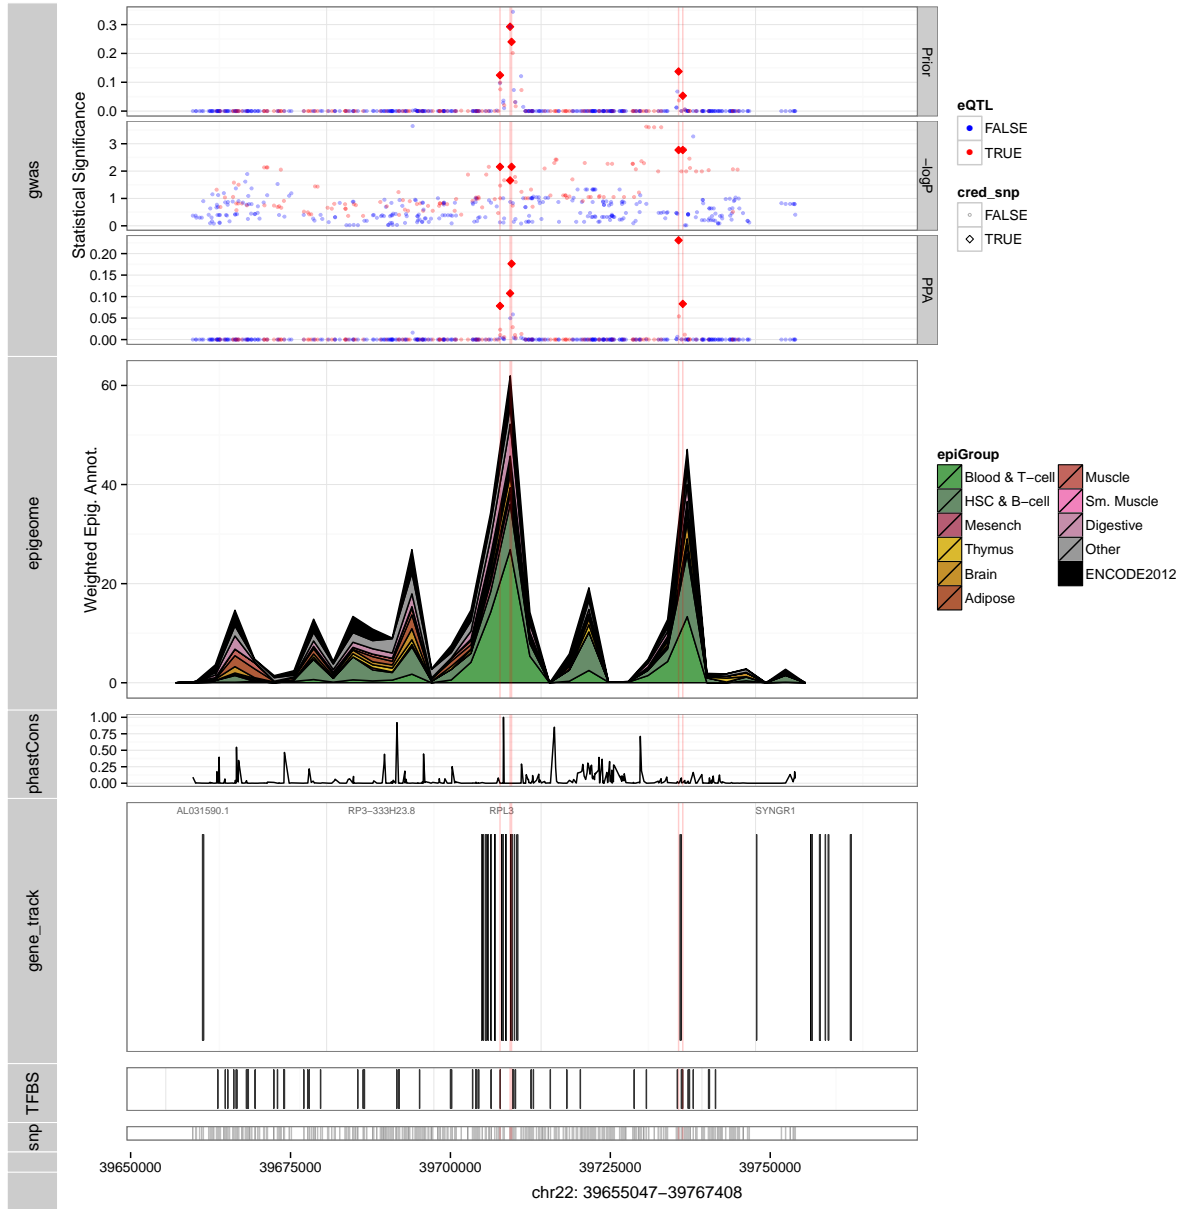 gwas
Statistical Significance
0.3
0.2
0.1
0.0
Prior
3
2
1
0
−logP
0.20
0.15
0.10
0.05
0.00
PPA
eQTL
FALSE
TRUE
cred_snp
FALSE
TRUE
epigeome
Weighted Epig. Annot.
60
40
20
0
epiGroup
Blood & T−cell
HSC & B−cell
Mesench
Thymus
Brain
Adipose
Muscle
Sm. Muscle
Digestive
Other
ENCODE2012
phastCons
1.00
0.75
0.50
0.25
0.00
gene_track
AL031590.1 RP3−333H23.8 RPL3 SYNGR1
TFBS
snp
39650000 39675000 39700000 39725000 39750000
chr22: 39655047−39767408